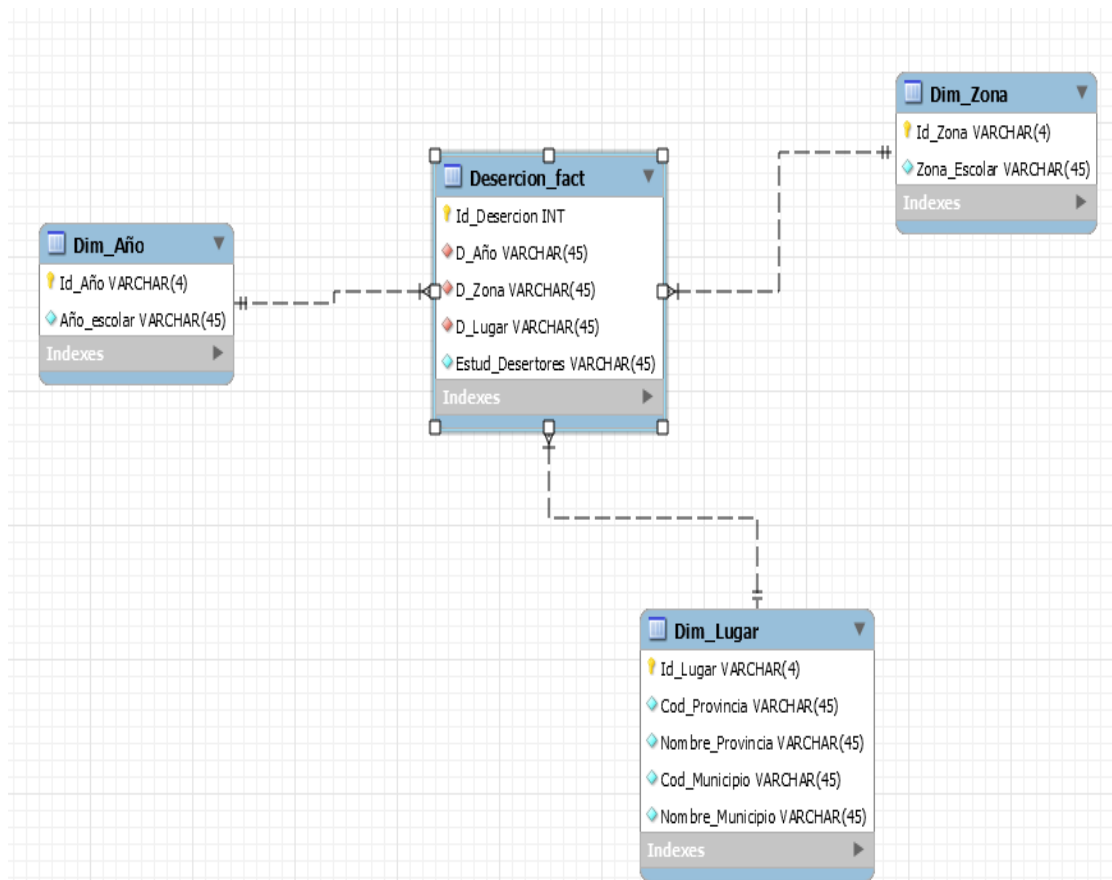 Dim_Zona
Id_Zona VARCHAR(4)
Zona_Escolar VARCHAR(45)
Indexes
Desercion_fact
Id_Desercion INT
D_Año VARCHAR(45)
D_Zona VARCHAR(45)
D_Lugar VARCHAR(45)
Estud_Desertores VARCHAR(45)
Indexes
Dim_Año
Id_Año VARCHAR(4)
Año_escolar VARCHAR(45)
Indexes
Dim_Lugar
Id_Lugar VARCHAR(4)
Cod_Provincia VARCHAR(45)
Nombre_Provincia VARCHAR(45)
Cod_Municipio VARCHAR(45)
Nombre_Municipio VARCHAR(45)
Indexes